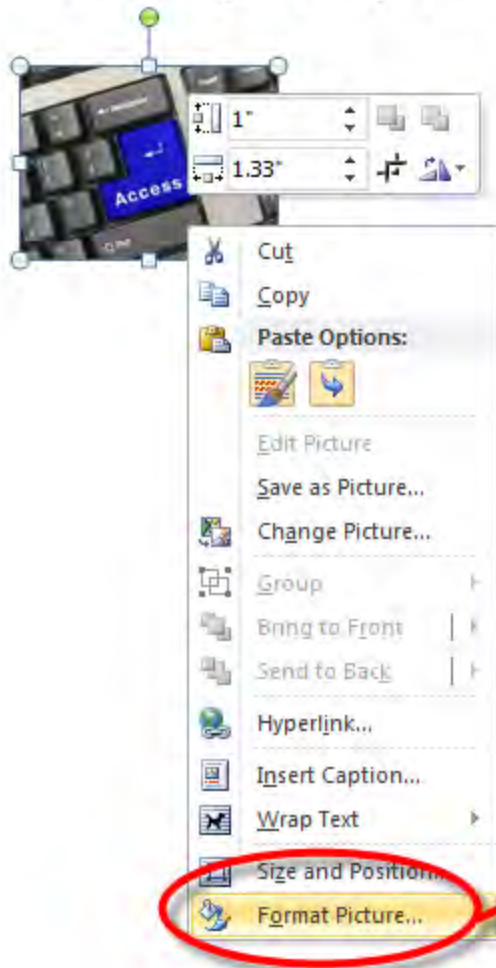 1"
1.33"
Access
Cut
Copy
Paste Options:
Edit Picture
Save as Picture...
Change Picture...
Group
Bring to Front
Send to Back
Hyperlink...
Insert Caption...
Wrap Text
Size and Position...
Format Picture...